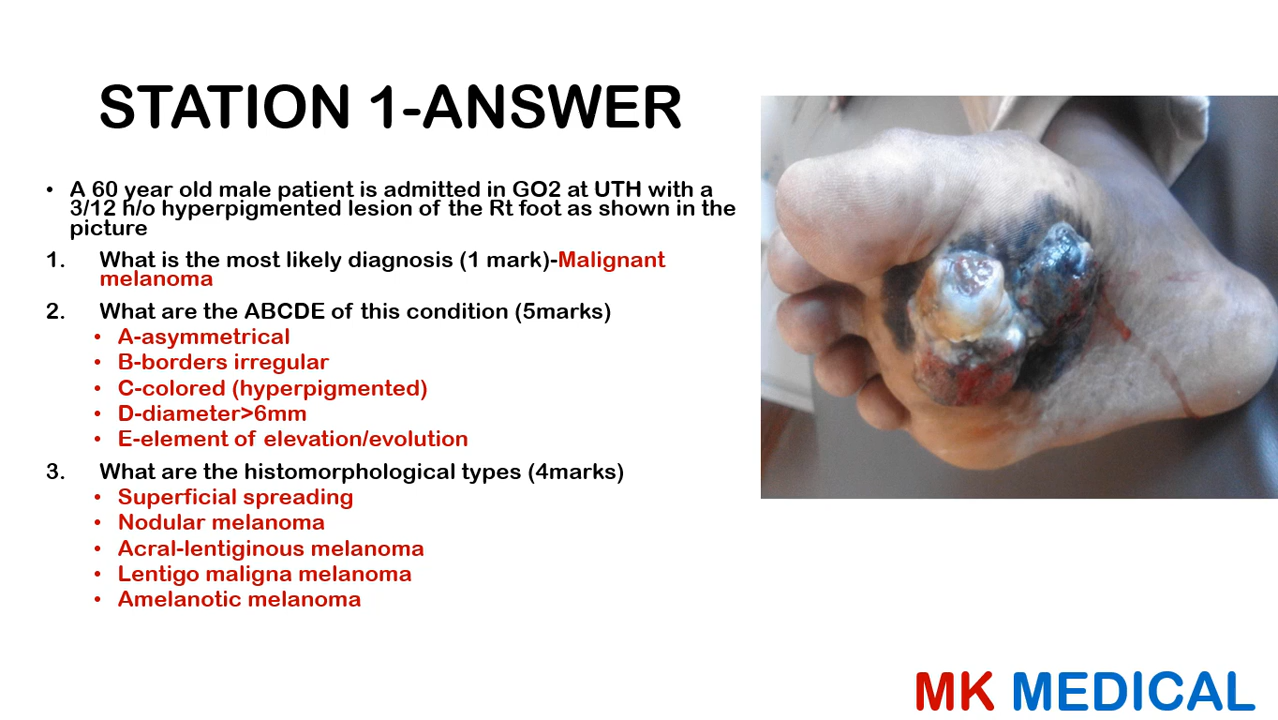 STATION 1-ANSWER
• A 60 year old male patient is admitted in GO2 at UTH with a
3/12 h/o hyperpigmented lesion of the Rt foot as shown in the
picture
1. What is the most likely diagnosis (1 mark)-Malignant
melanoma
2. What are the ABCDE of this condition (5marks)
• A-asymmetrical
• B-borders irregular
• C-colored (hyperpigmented)
• D-diameter>6mm
• E-element of elevation/evolution
3. What are the histomorphological types (4marks)
• Superficial spreading
• Nodular melanoma
• Acral-lentiginous melanoma
• Lentigo maligna melanoma
• Amelanotic melanoma
MK MEDICAL